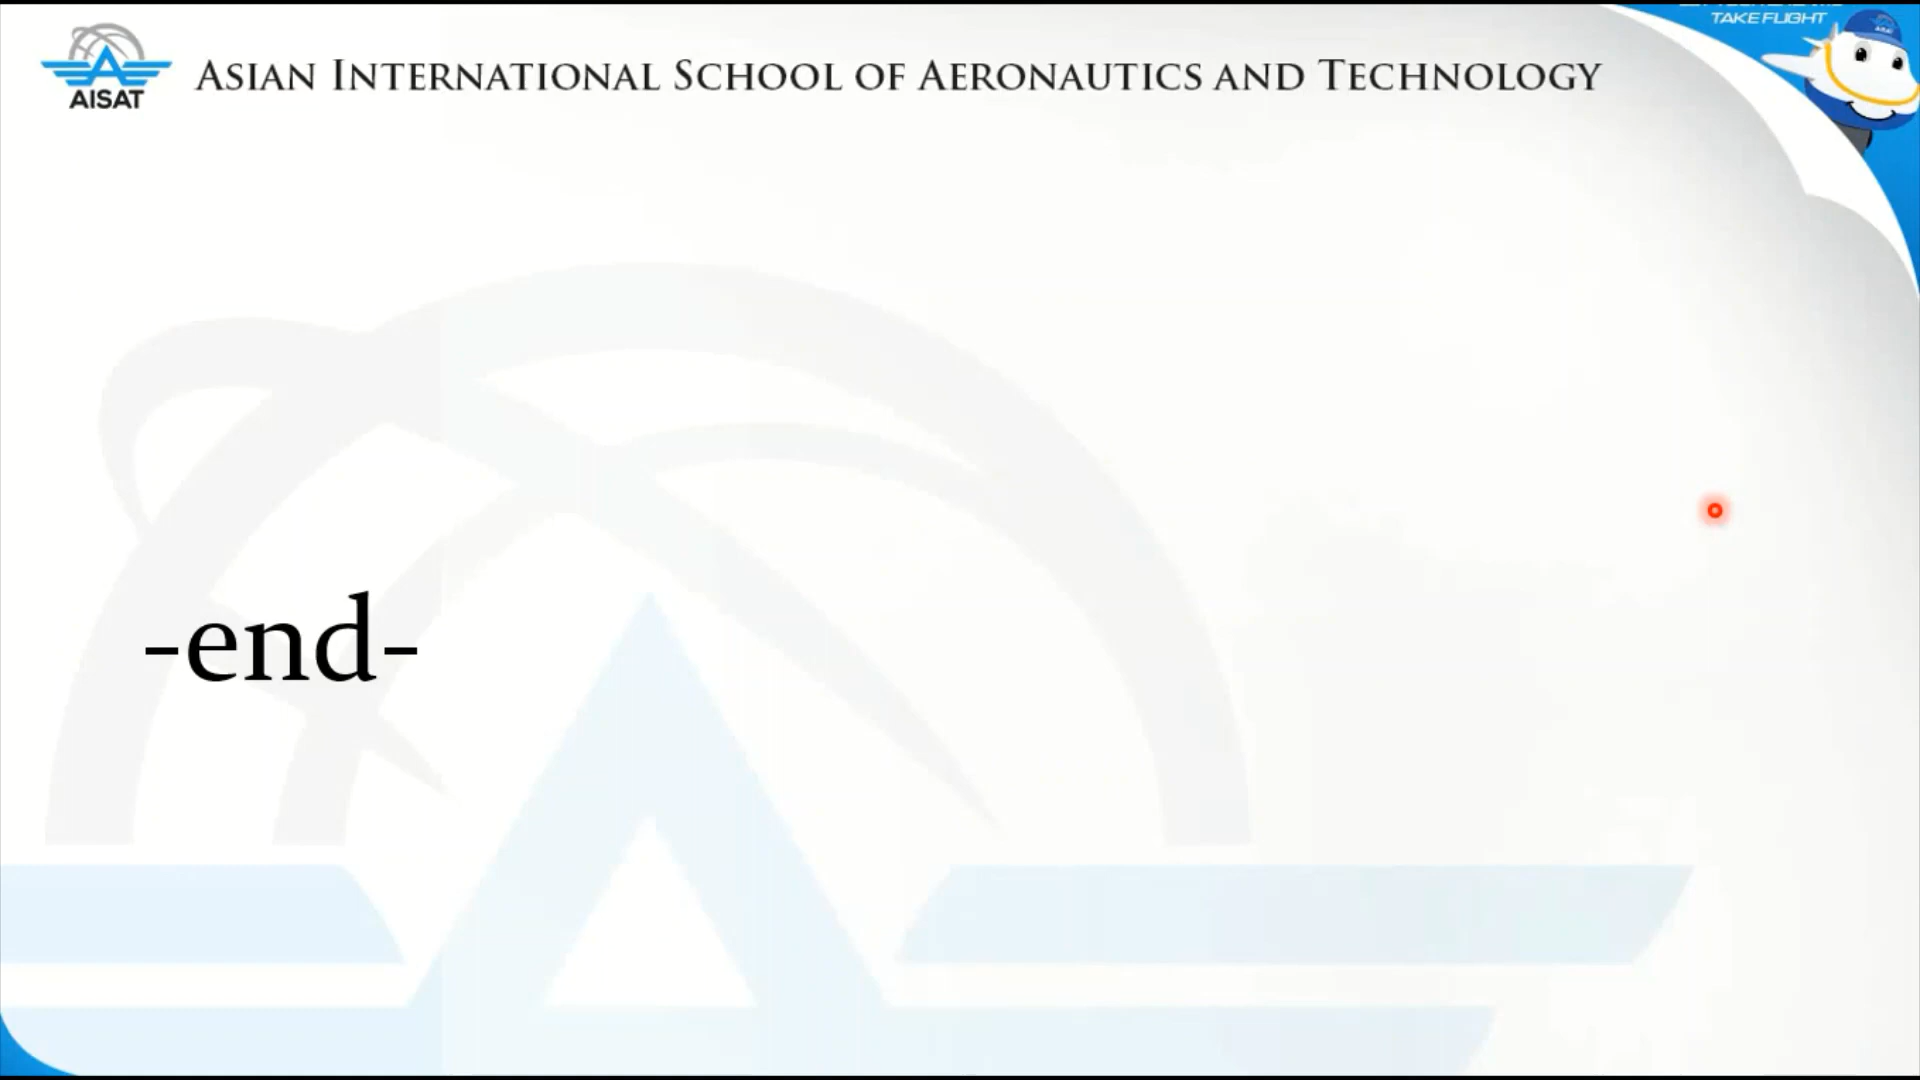 TAKE FLIGHT
AISAT
ASIAN INTERNATIONAL SCHOOL OF AERONAUTICS AND TECHNOLOGY
-end-